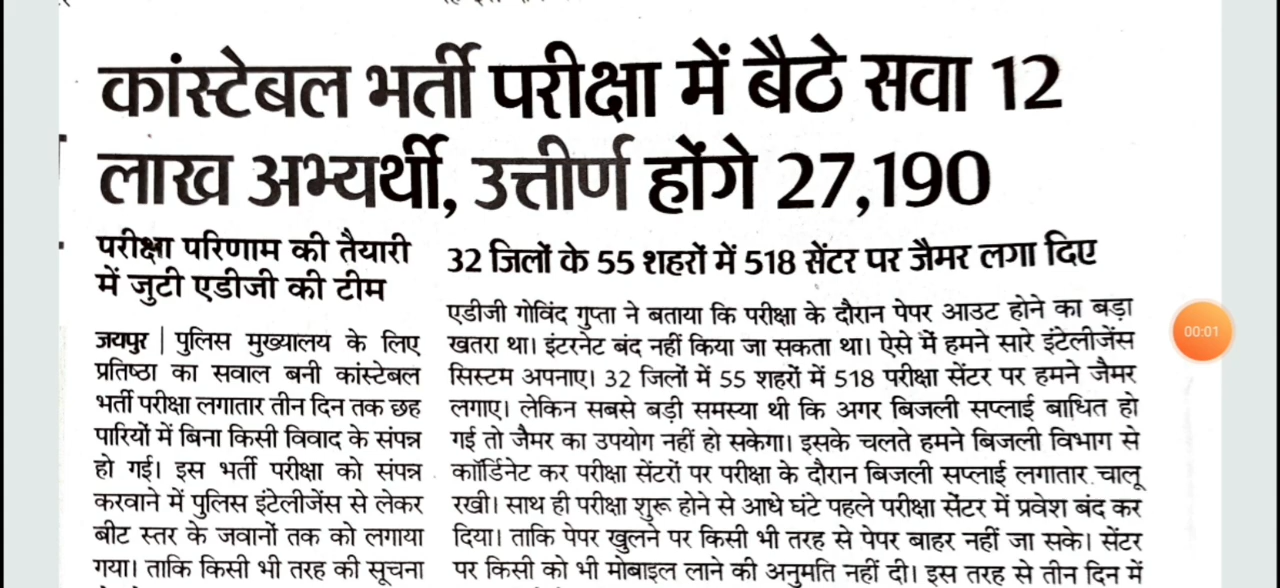 कांस्टेबल भर्ती परीक्षा में बैठे सवा 12
लाख अभ्यर्थी, उत्तीर्ण होंगे 27,190
परीक्षा परिणाम की तैयारी
में जुटी एडीजी की टीम
जयपुर | पुलिस मुख्यालय के लिए
प्रतिष्ठा का सवाल बनी कांस्टेबल
भर्ती परीक्षा लगातार तीन दिन तक छह
पारियों में बिना किसी विवाद के संपन्न
हो गई। इस भर्ती परीक्षा को संपन्न
करवाने में पुलिस इंटेलीजेंस से लेकर
बीट स्तर के जवानों तक को लगाया
गया। ताकि किसी भी तरह की सूचना
32 जिलों के 55 शहरों में 518 सेंटर पर जैमर लगा दिए
एडीजी गोविंद गुप्ता ने बताया कि परीक्षा के दौरान पेपर आउट होने का बड़ा
खतरा था। इंटरनेट बंद नहीं किया जा सकता था। ऐसे में हमने सारे इंटेलीजेंस
सिस्टम अपनाए। 32 जिलों में 55 शहरों में 518 परीक्षा सेंटर पर हमने जैमर
लगाए। लेकिन सबसे बड़ी समस्या थी कि अगर बिजली सप्लाई बाधित हो
गई तो जैमर का उपयोग नहीं हो सकेगा। इसके चलते हमने बिजली विभाग से
कॉर्डिनेट कर परीक्षा सेंटरों पर परीक्षा के दौरान बिजली सप्लाई लगातार चालू
रखी। साथ ही परीक्षा शुरू होने से आधे घंटे पहले परीक्षा सेंटर में प्रवेश बंद कर
दिया। ताकि पेपर खुलने पर किसी भी तरह से पेपर बाहर नहीं जा सके। सेंटर
पर किसी को भी मोबाइल लाने की अनुमति नहीं दी। इस तरह से तीन दिन में
00:01